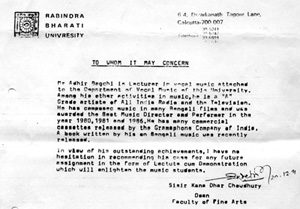 RABINDRA
BHARATI
UNIVERSITY
6/4, Dwarkanath Tagore Lane,
Calcutta-700 007
TO WHOM IT MAY CONCERN
Mr Adhir Bagchi is Lecturer in vocal music attached
to the Department of Vocal Music of this University.
Among his other activities in music, he is a "A"
Grade artiste of All India Radio and the Television.
He has composed music in many Bengali films and was
awarded the Best Music Director and Performer in the
year 1980, 1981 and 1986. He has many commercial
cassettes released by the Gramophone Company of India.
A book written by him on Bengali music was recently
released.
In view of his outstanding achievements, I have no
hesitation in recommending his case for any future
assignment in the form of Lecture cum Demonstration
which will enlighten the music students.
Dhar Chowdhury
Dean
Faculty of Fine Arts